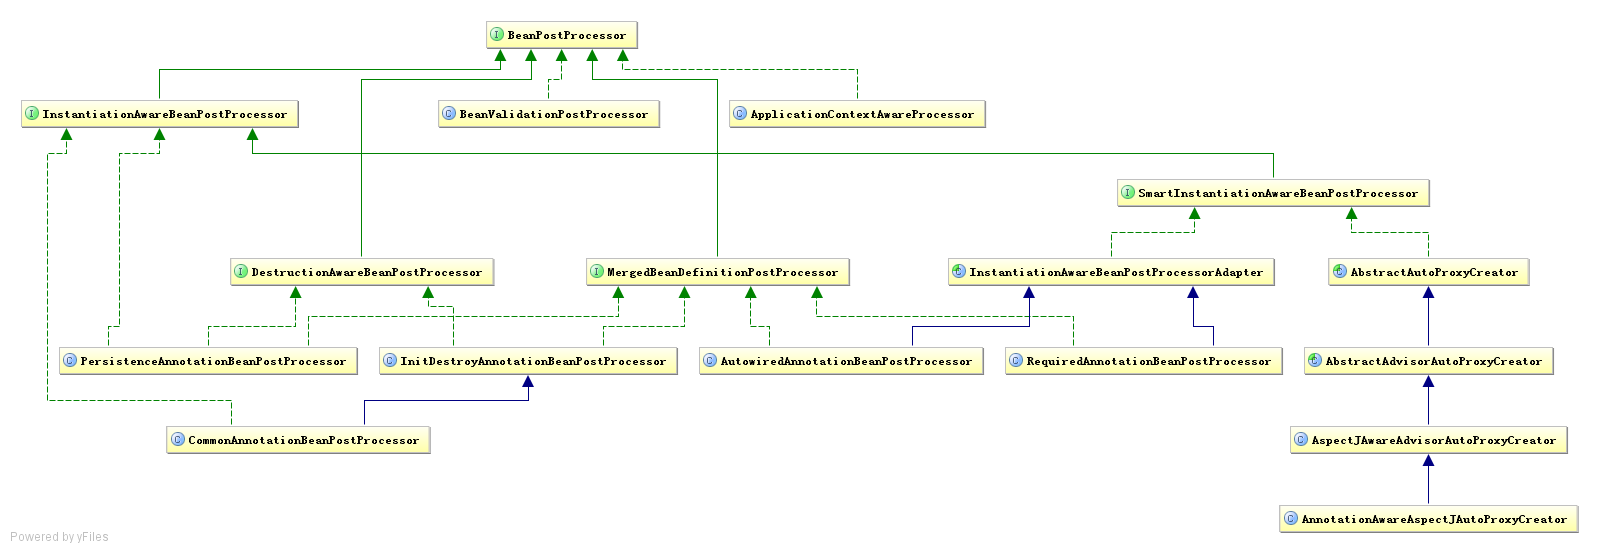 BeanPostProcessor
InstantiationAwareBeanPostProcessor
BeanValidationPostProcessor
ApplicationContextAwareProcessor
SmartInstantiationAwareBeanPostProcessor
DestructionAwareBeanPostProcessor
MergedBeanDefinitionPostProcessor
InstantiationAwareBeanPostProcessorAdapter
AbstractAutoProxyCreator
PersistenceAnnotationBeanPostProcessor
InitDestroyAnnotationBeanPostProcessor
AutowiredAnnotationBeanPostProcessor
RequiredAnnotationBeanPostProcessor
AbstractAdvisorAutoProxyCreator
CommonAnnotationBeanPostProcessor
AspectJAwareAdvisorAutoProxyCreator
AnnotationAwareAspectJAutoProxyCreator
Powered by yFiles